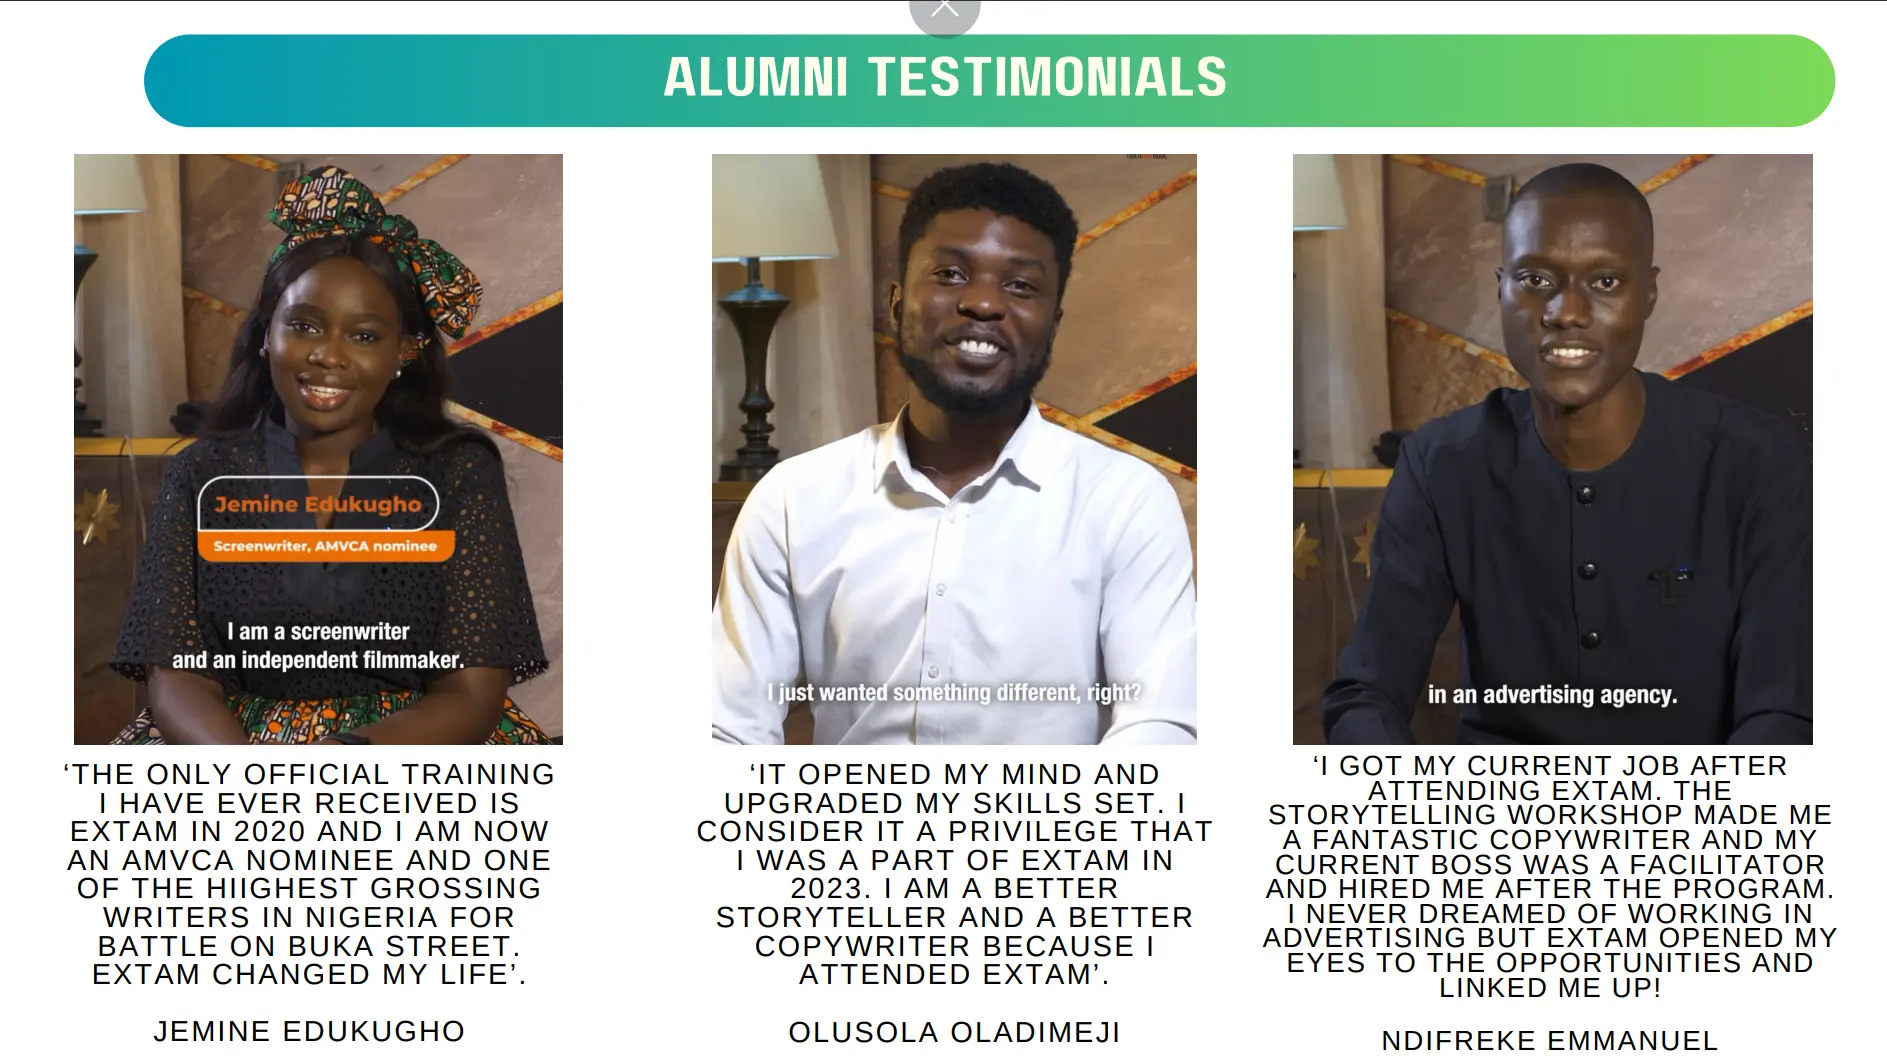 ALUMNI TESTIMONIALS
Jemine Edukugho
Screenwriter, AMVCA nominee
I am a screenwriter
and an independent filmmaker.
‘THE ONLY OFFICIAL TRAINING
I HAVE EVER RECEIVED IS
EXTAM IN 2020 AND I AM NOW
AN AMVCA NOMINEE AND ONE
OF THE HIIGHEST GROSSING
WRITERS IN NIGERIA FOR
BATTLE ON BUKA STREET.
EXTAM CHANGED MY LIFE’.
JEMINE EDUKUGHO
I just wanted something different, right?
‘IT OPENED MY MIND AND
UPGRADED MY SKILLS SET. I
CONSIDER IT A PRIVILEGE THAT
I WAS A PART OF EXTAM IN
2023. I AM A BETTER
STORYTELLER AND A BETTER
COPYWRITER BECAUSE I
ATTENDED EXTAM’.
OLUSOLA OLADIMEJI
in an advertising agency.
‘I GOT MY CURRENT JOB AFTER
ATTENDING EXTAM. THE
STORYTELLING WORKSHOP MADE ME
A FANTASTIC COPYWRITER AND MY
CURRENT BOSS WAS A FACILITATOR
AND HIRED ME AFTER THE PROGRAM.
I NEVER DREAMED OF WORKING IN
ADVERTISING BUT EXTAM OPENED MY
EYES TO THE OPPORTUNITIES AND
LINKED ME UP!
NDIFREKE EMMANUEL